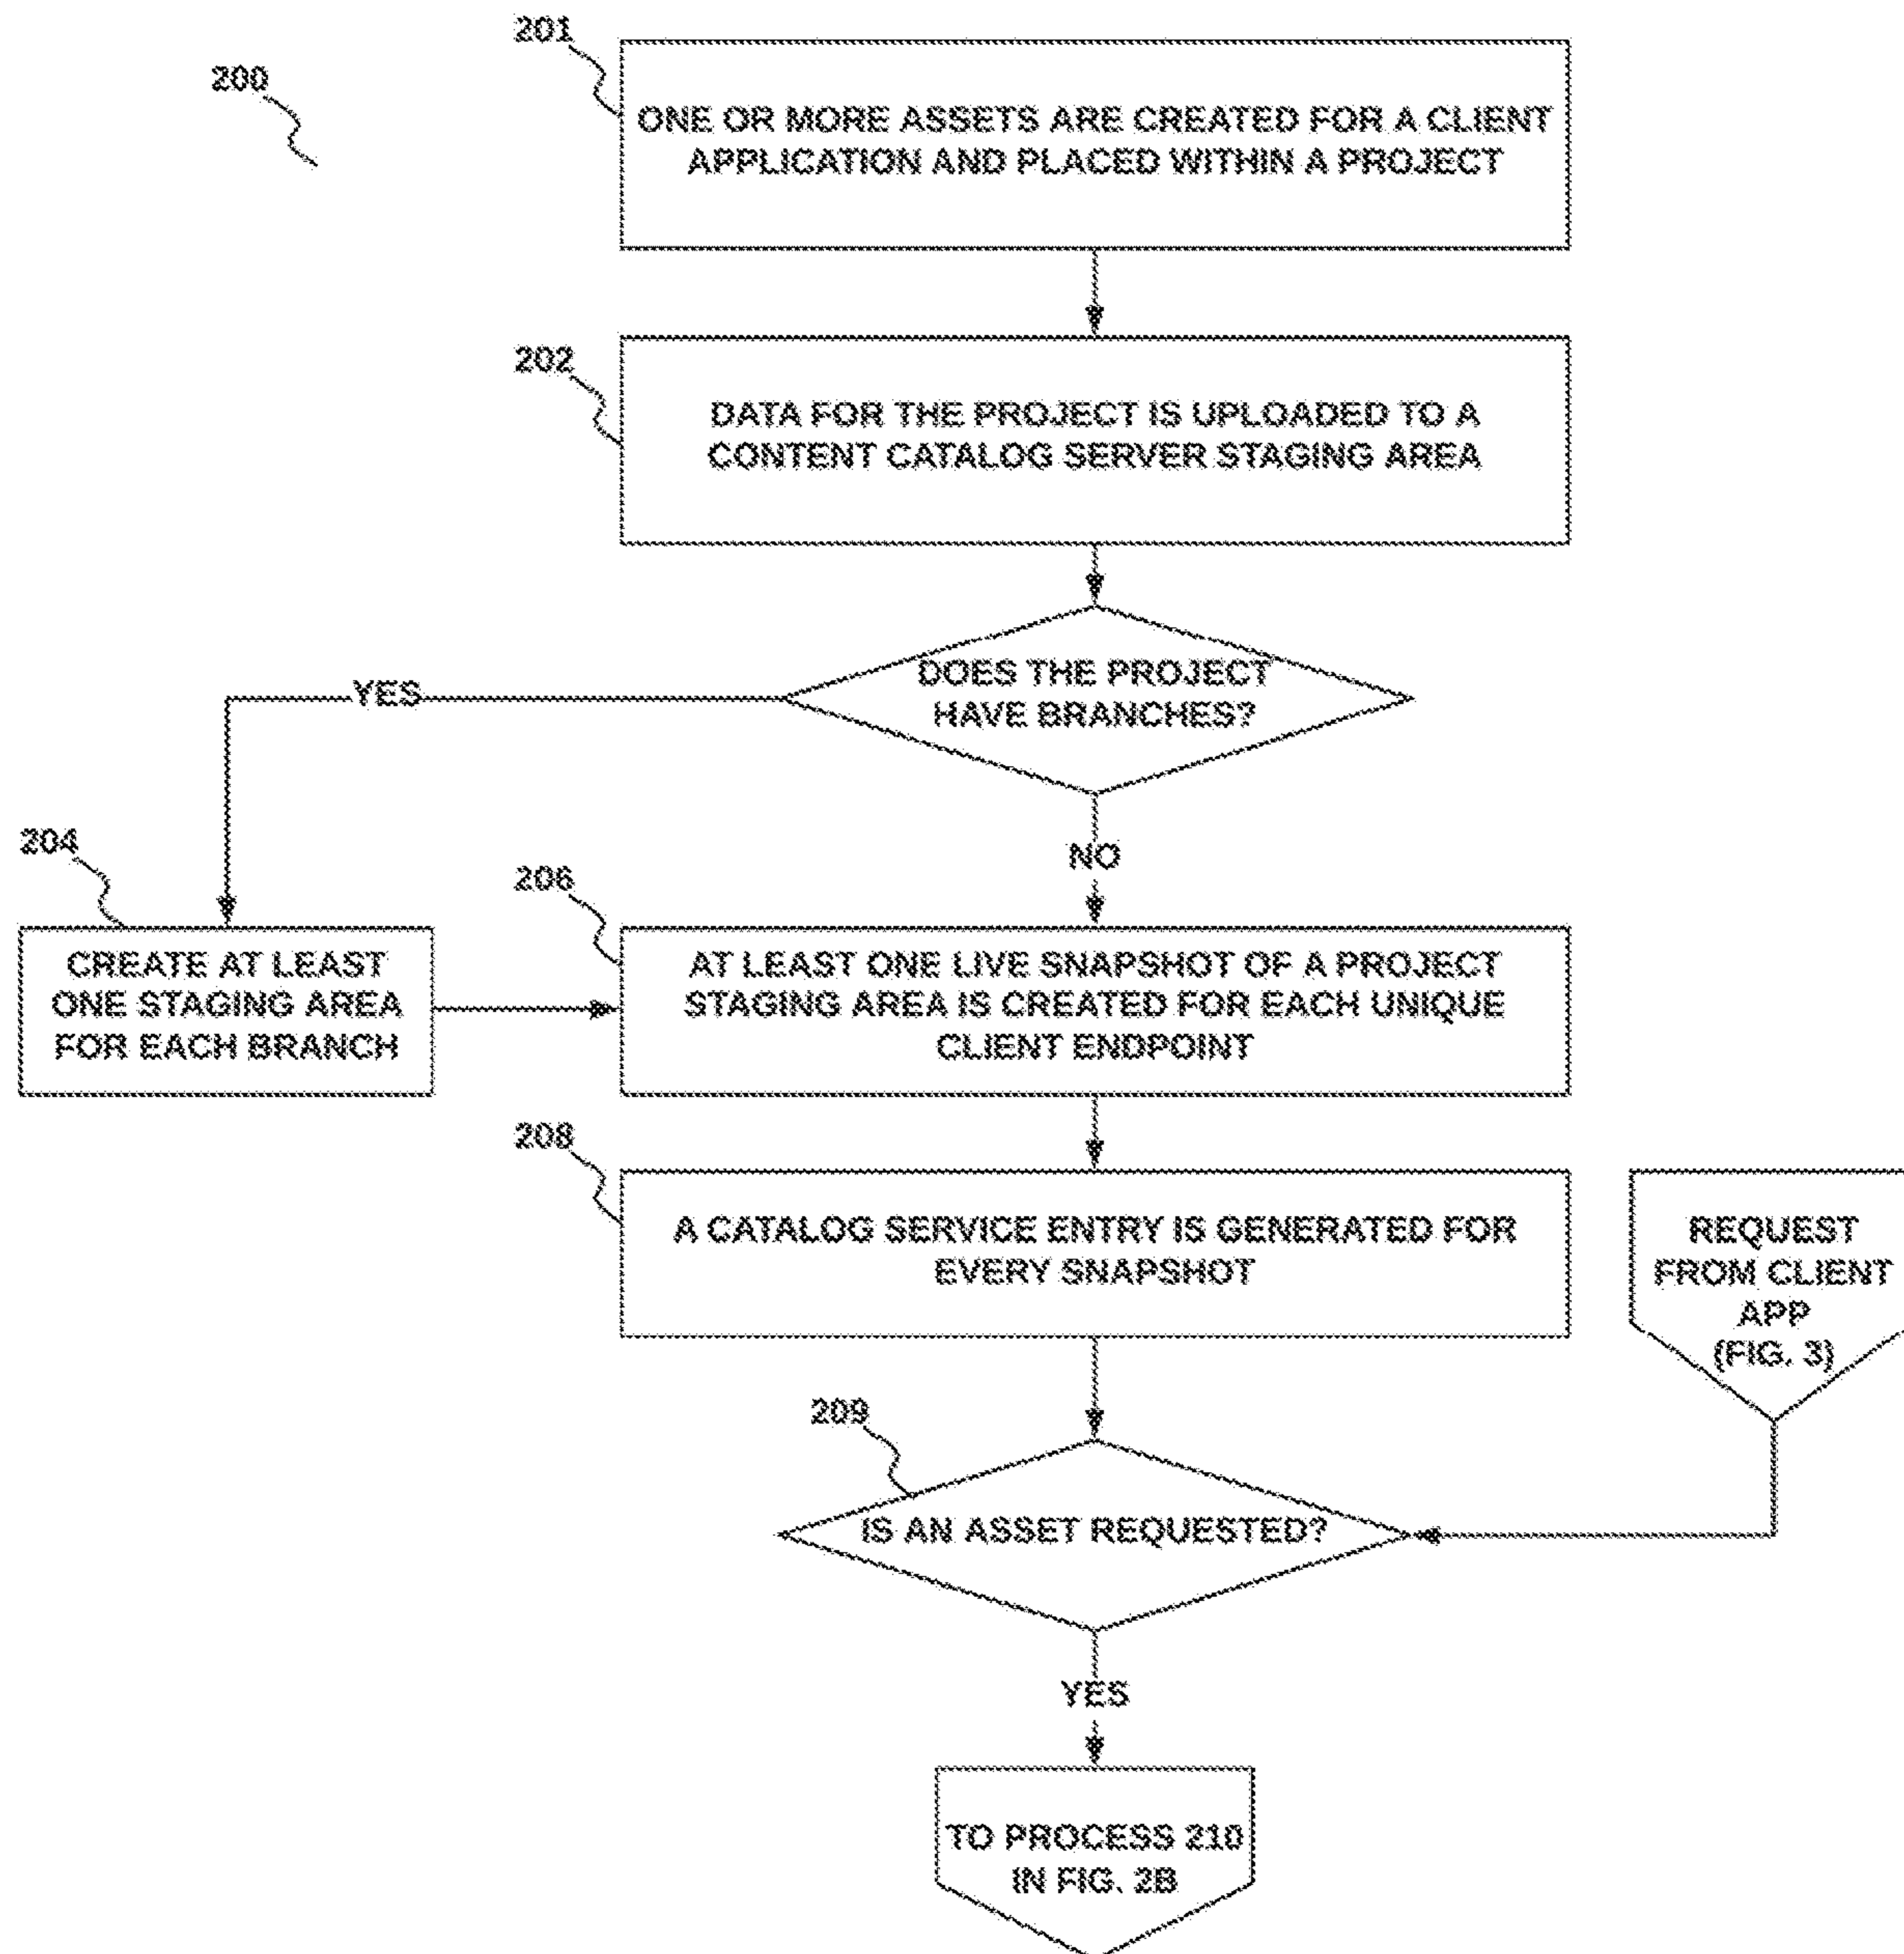 201
200
ONE OR MORE ASSETS ARE CREATED FOR A CLIENT
APPLICATION AND PLACED WITHIN A PROJECT
202
DATA FOR THE PROJECT IS UPLOADED TO A
CONTENT CATALOG SERVER STAGING AREA
DOES THE PROJECT
HAVE BRANCHES?
YES
NO
204
CREATE AT LEAST
ONE STAGING AREA
FOR EACH BRANCH
206
AT LEAST ONE LIVE SNAPSHOT OF A PROJECT
STAGING AREA IS CREATED FOR EACH UNIQUE
CLIENT ENDPOINT
208
A CATALOG SERVICE ENTRY IS GENERATED FOR
EVERY SNAPSHOT
REQUEST
FROM CLIENT
APP
(FIG. 3)
209
IS AN ASSET REQUESTED?
YES
TO PROCESS 210
IN FIG. 2B